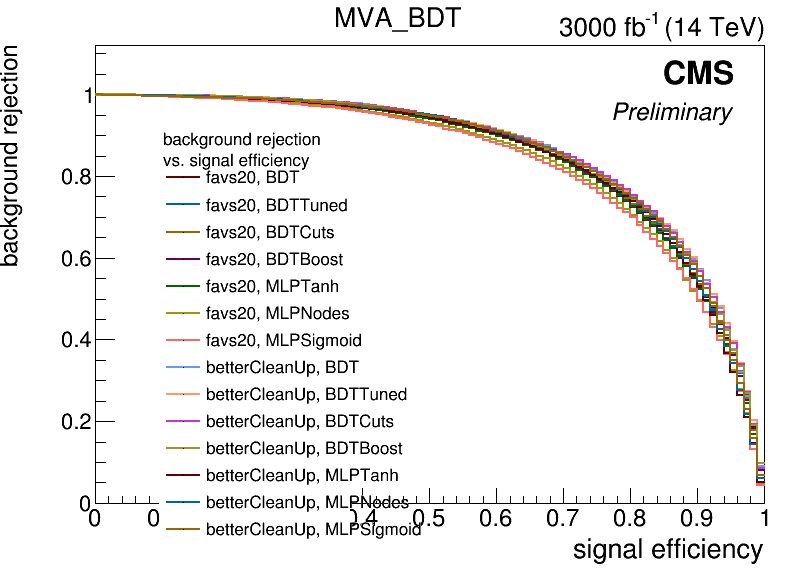 MVA_BDT
3000 fb-1 (14 TeV)
CMS
Preliminary
background rejection
background rejection
vs. signal efficiency
favs20, BDT
favs20, BDTTuned
favs20, BDTCuts
favs20, BDTBoost
favs20, MLPTanh
favs20, MLPNodes
favs20, MLPSigmoid
betterCleanUp, BDT
betterCleanUp, BDTTuned
betterCleanUp, BDTCuts
betterCleanUp, BDTBoost
betterCleanUp, MLPTanh
betterCleanUp, MLPNodes
betterCleanUp, MLPSigmoid
1
0.8
0.6
0.4
0.2
0
0 0 0.4 0.5 0.6 0.7 0.8 0.9 1
signal efficiency